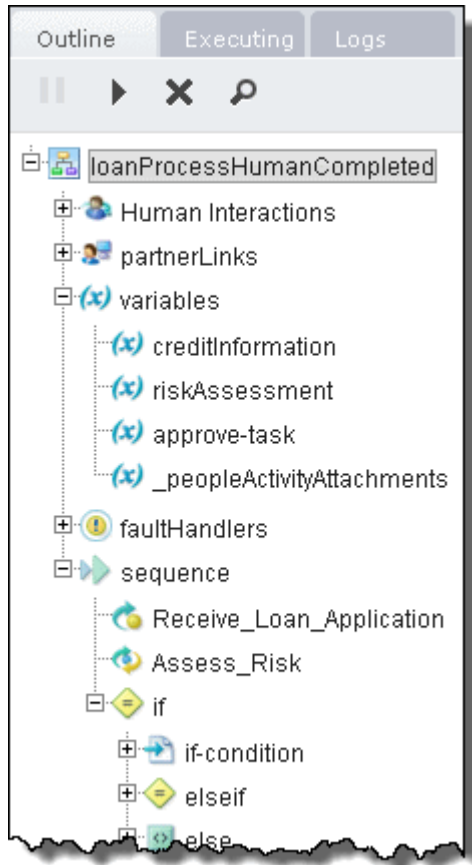 Outline Executing Logs
loanProcessHumanCompleted
Human Interactions
partnerLinks
(x) variables
(x) creditInformation
(x) riskAssessment
(x) approve-task
(x) _peopleActivityAttachments
faultHandlers
sequence
Receive_Loan_Application
Assess_Risk
if
if-condition
elseif
else